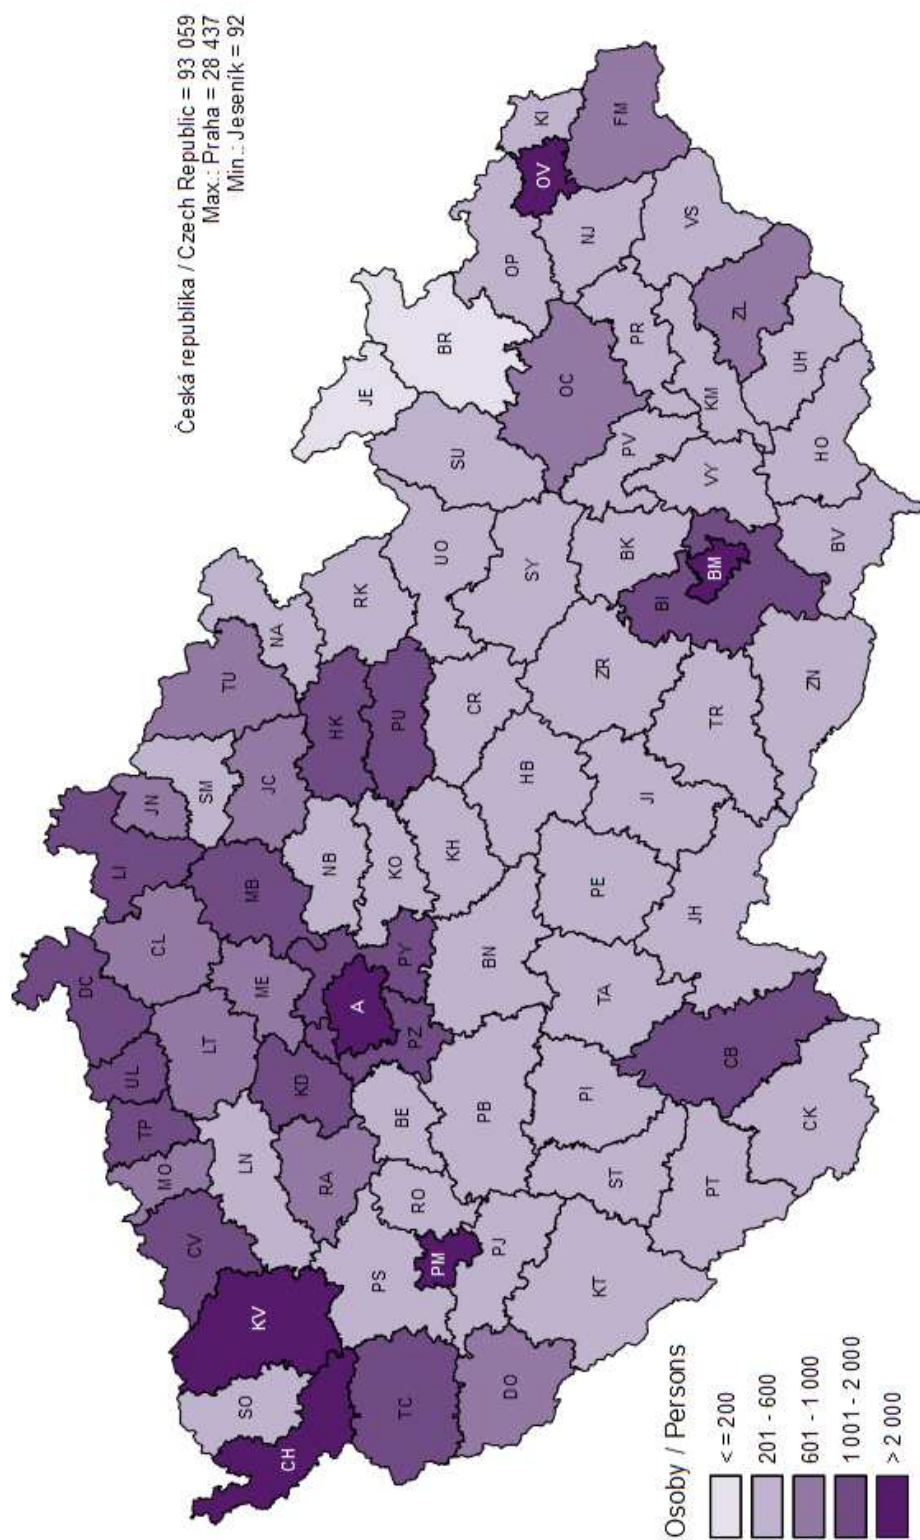 Česká republika / Czech Republic = 93 059
Max.: Praha = 28 437
Min.: Jeseník = 92
DC
LI
JN
SM
TU
UL
CL
TP
LT
MB
JC
NA
MO
ME
CV
LN
KD
HK
RK
JE
KV
RA
A
NB
PU
UO
SU
BR
SO
PZ
PY
KO
CH
BE
KH
CR
SY
OC
OP
OV
KI
PS
RO
PM
TC
PB
BN
HB
ZR
BK
PV
PR
NJ
FM
PJ
DO
KT
ST
PI
TA
PE
JI
TR
BI
BM
VY
KM
ZL
VS
PT
CB
JH
ZN
BV
HO
UH
CK
Osoby / Persons
< = 200
201 - 600
601 - 1 000
1 001 - 2 000
> 2 000